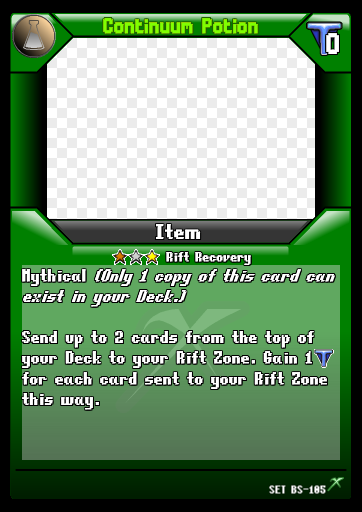 Continuum Potion
T0
Item
Rift Recovery
Mythical (Only 1 copy of this card can
exist in your Deck.)
Send up to 2 cards from the top of
your Deck to your Rift Zone. Gain 1T
for each card sent to your Rift Zone
this way.
SET BS-105